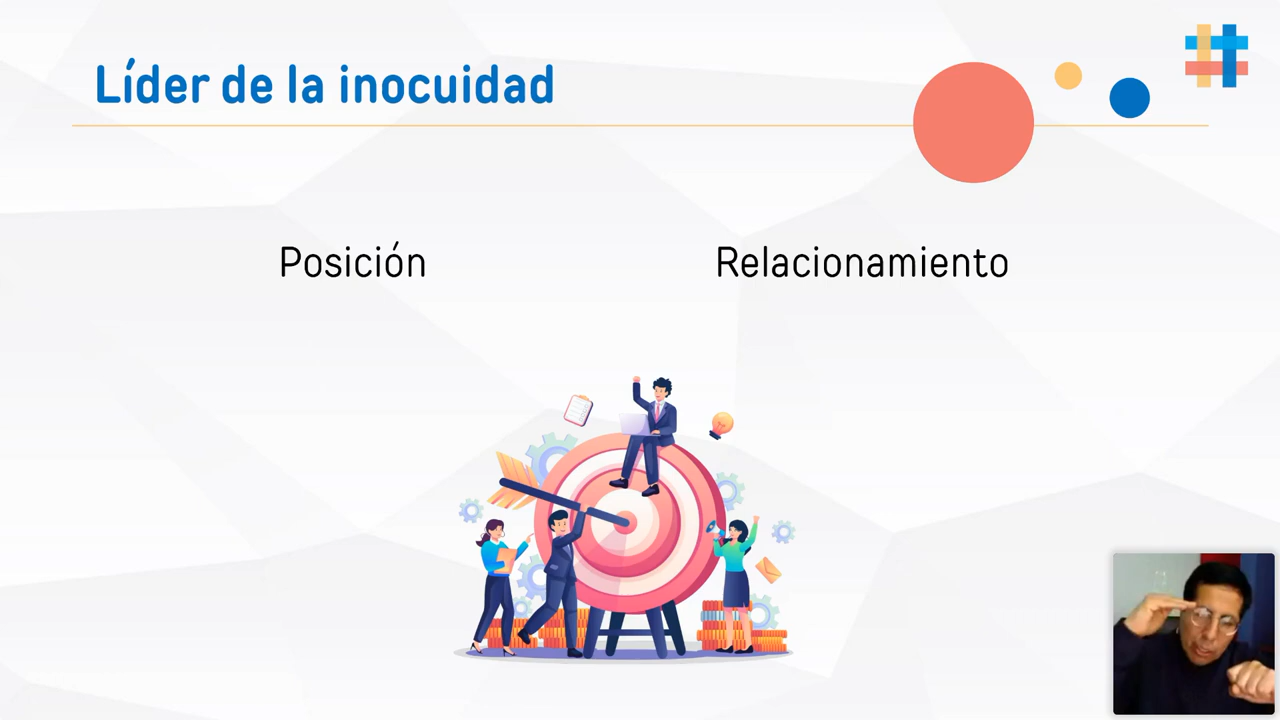 Líder de la inocuidad
Posición
Relacionamiento